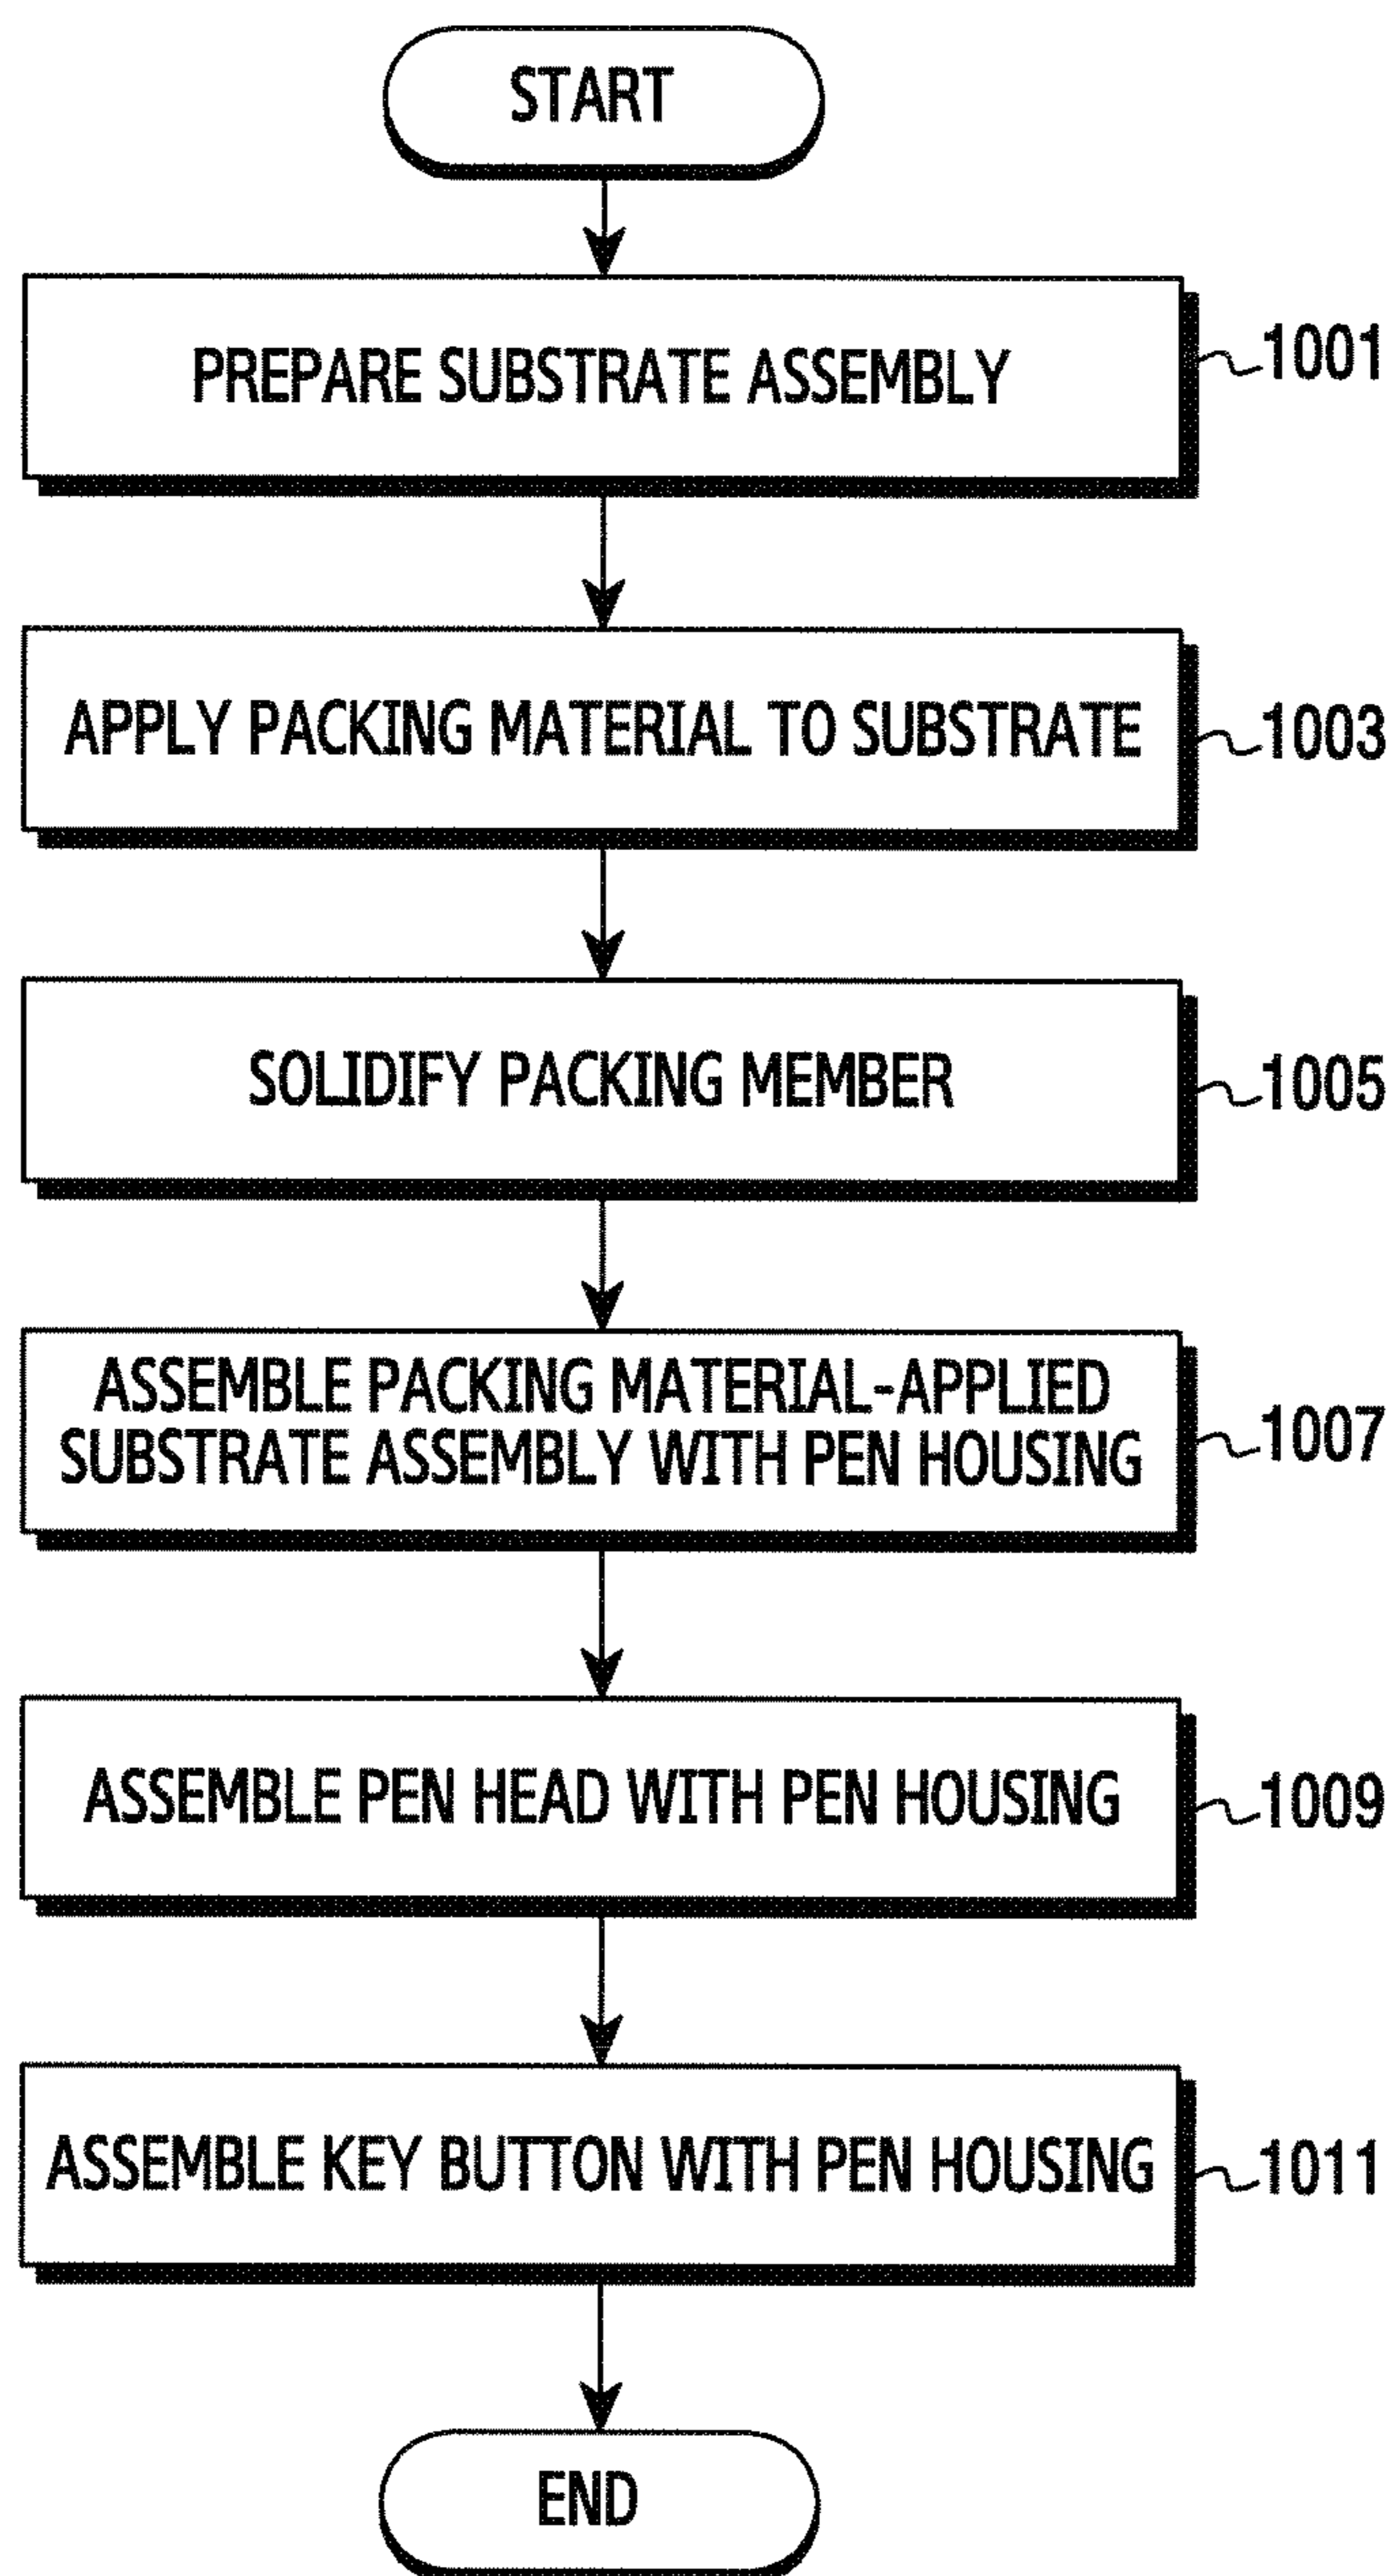 START
PREPARE SUBSTRATE ASSEMBLY
1001
APPLY PACKING MATERIAL TO SUBSTRATE
1003
SOLIDIFY PACKING MEMBER
1005
ASSEMBLE PACKING MATERIAL-APPLIED
SUBSTRATE ASSEMBLY WITH PEN HOUSING
1007
ASSEMBLE PEN HEAD WITH PEN HOUSING
1009
ASSEMBLE KEY BUTTON WITH PEN HOUSING
1011
END